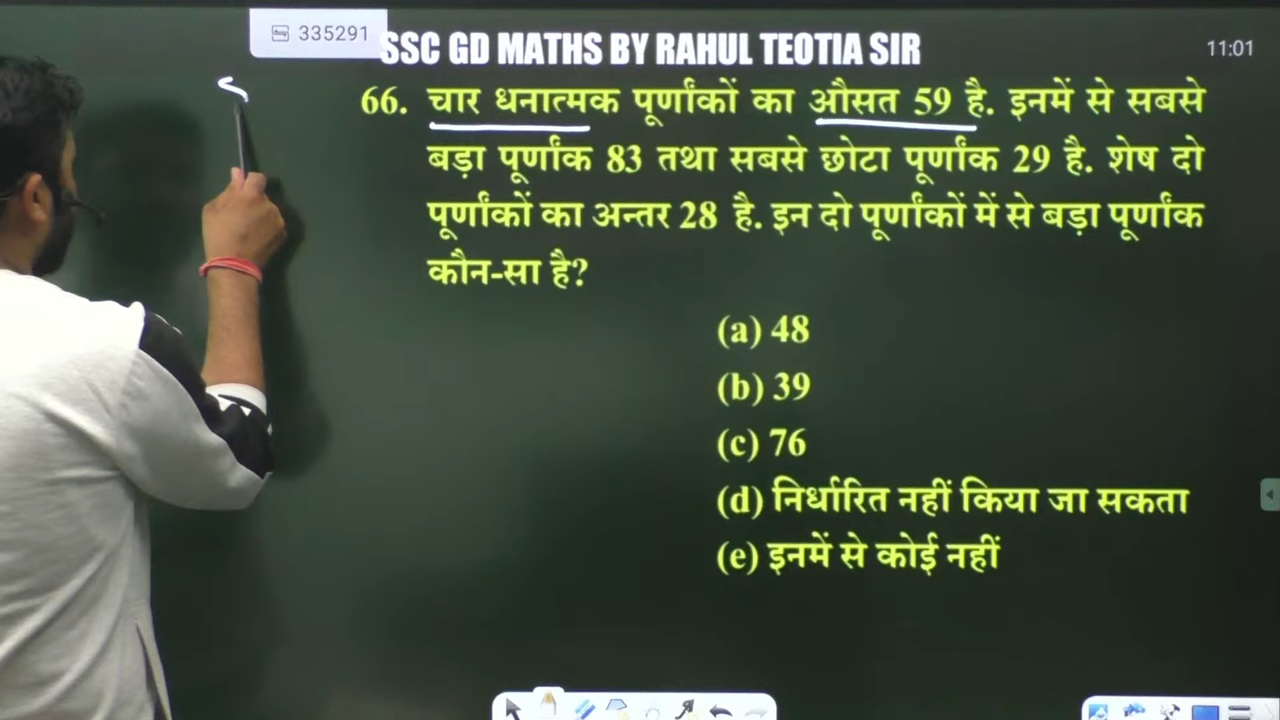 335291
SSC GD MATHS BY RAHUL TEOTIA SIR
11:01
66. चार धनात्मक पूर्णांकों का औसत 59 है. इनमें से सबसे
बड़ा पूर्णांक 83 तथा सबसे छोटा पूर्णांक 29 है. शेष दो
पूर्णांकों का अन्तर 28 है. इन दो पूर्णांकों में से बड़ा पूर्णांक
कौन-सा है?
(a) 48
(b) 39
(c) 76
(d) निर्धारित नहीं किया जा सकता
(e) इनमें से कोई नहीं